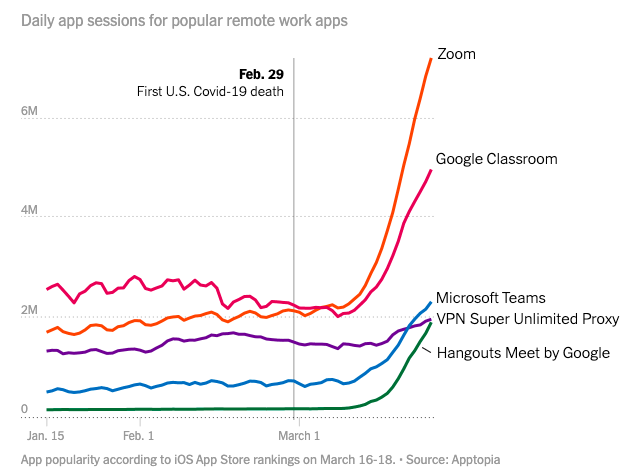 Daily app sessions for popular remote work apps
Zoom
Feb. 29
First U.S. Covid-19 death
6M
Google Classroom
4M
Microsoft Teams
2M
VPN Super Unlimited Proxy
Hangouts Meet by Google
0
Jan. 15
Feb. 1
March 1
App popularity according to iOS App Store rankings on March 16-18. • Source: Apptopia